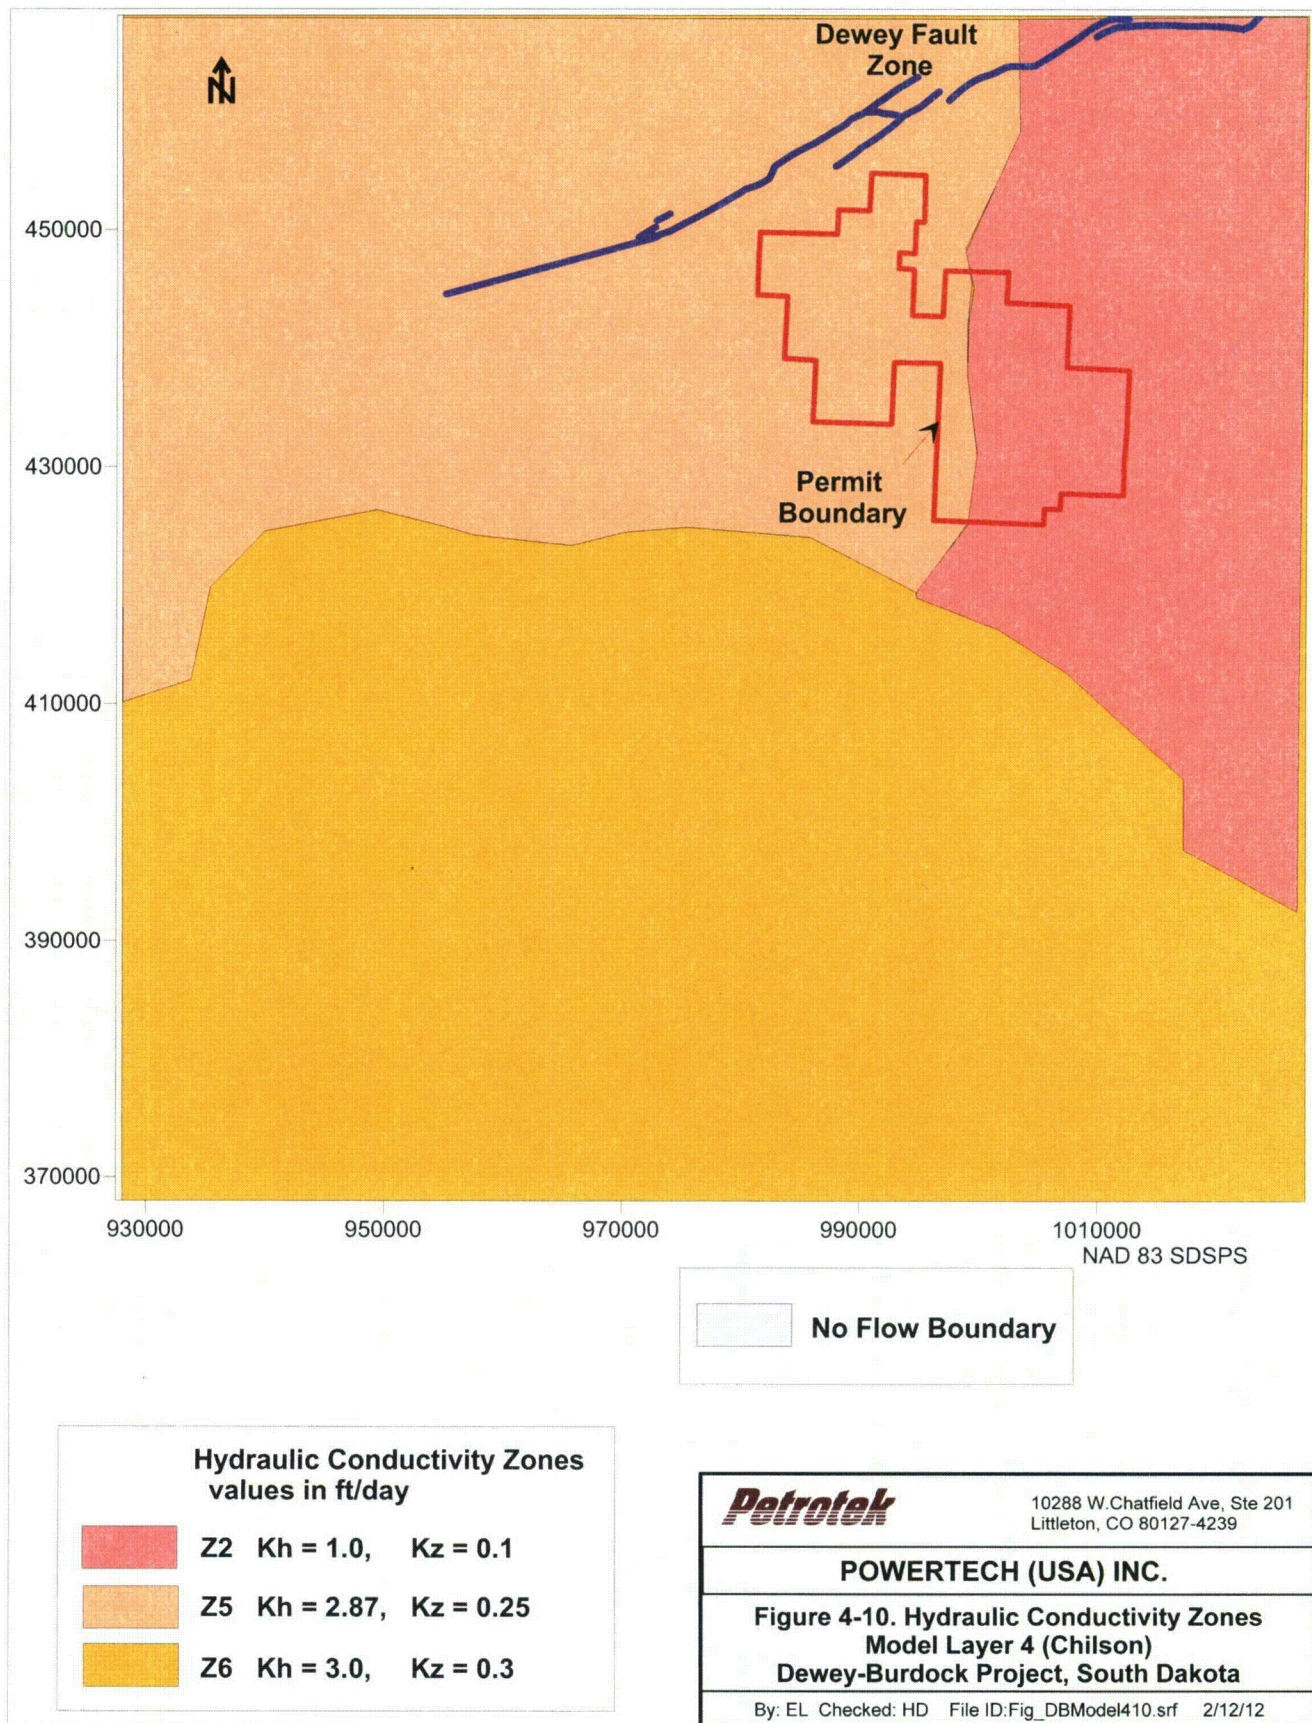 Dewey Fault
Zone
N
450000
430000
410000
390000
370000
Permit
Boundary
930000
950000
970000
990000
1010000
NAD 83 SDSPS
No Flow Boundary
Hydraulic Conductivity Zones
values in ft/day
Z2 Kh = 1.0, Kz = 0.1
Z5 Kh = 2.87, Kz = 0.25
Z6 Kh = 3.0, Kz = 0.3
Petrotek
10288 W.Chatfield Ave, Ste 201
Littleton, CO 80127-4239
POWERTECH (USA) INC.
Figure 4-10. Hydraulic Conductivity Zones
Model Layer 4 (Chilson)
Dewey-Burdock Project, South Dakota
By: EL Checked: HD File ID:Fig_DBModel410.srf 2/12/12